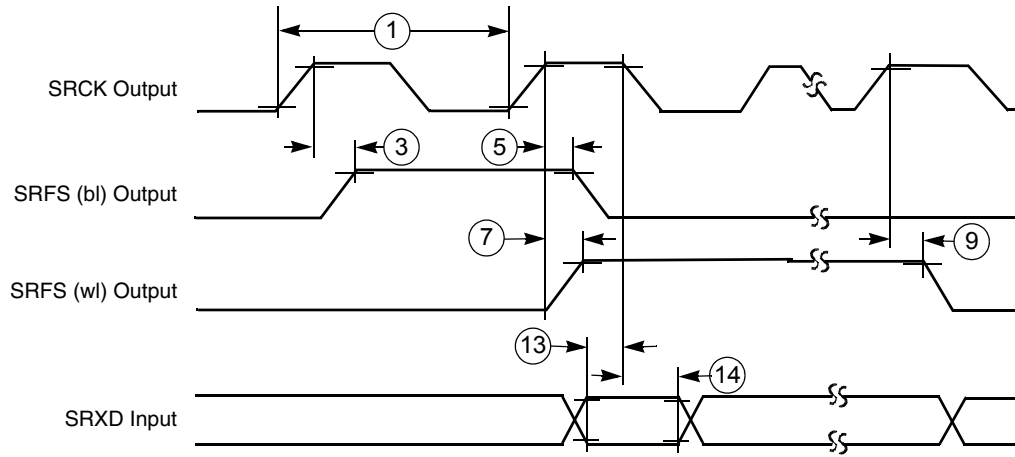 1
SRCK Output
3
5
SRFS (bl) Output
7
9
SRFS (wl) Output
13
14
SRXD Input